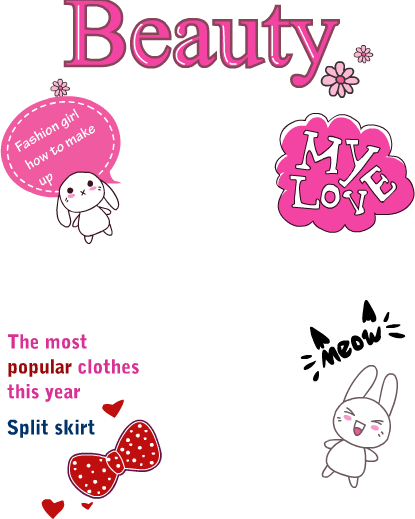 Beauty
Fashion girl
how to make
up
MY
LOVE
The most
popular clothes
this year
Split skirt
meow